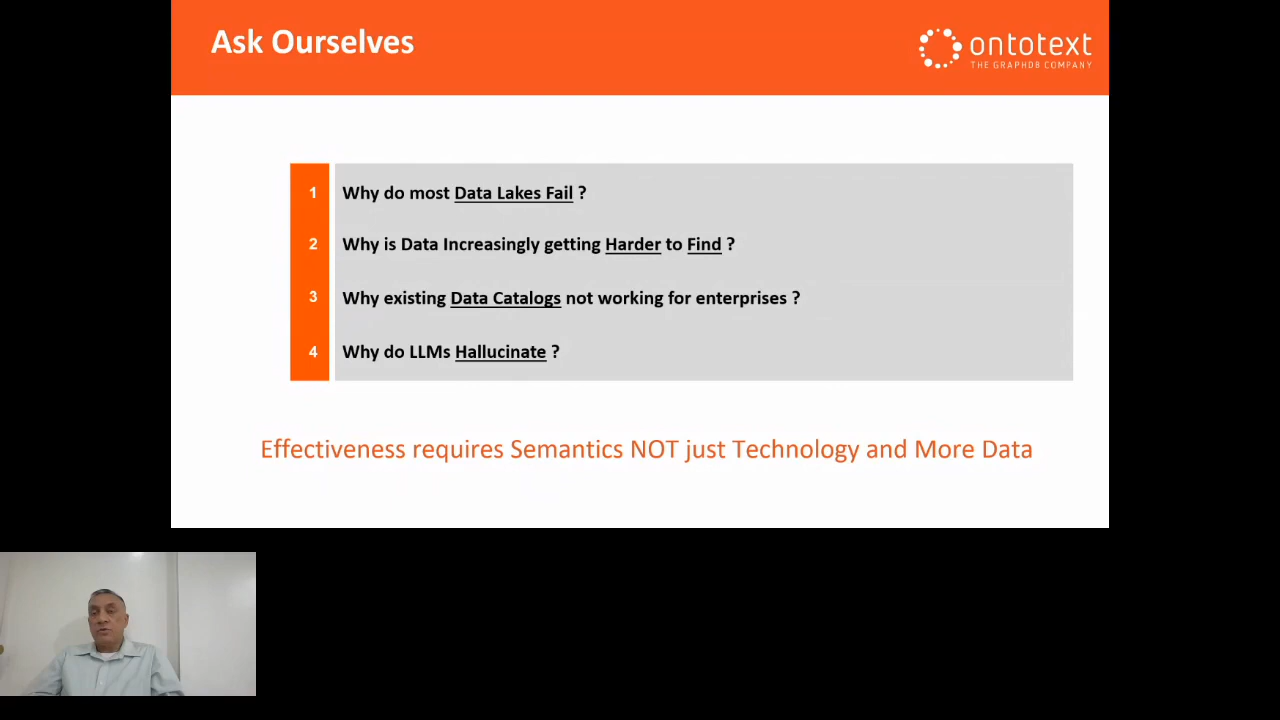 Ask Ourselves
ontotext
THE GRAPHDB COMPANY
1 Why do most Data Lakes Fail ?
2 Why is Data Increasingly getting Harder to Find ?
3 Why existing Data Catalogs not working for enterprises ?
4 Why do LLMs Hallucinate ?
Effectiveness requires Semantics NOT just Technology and More Data